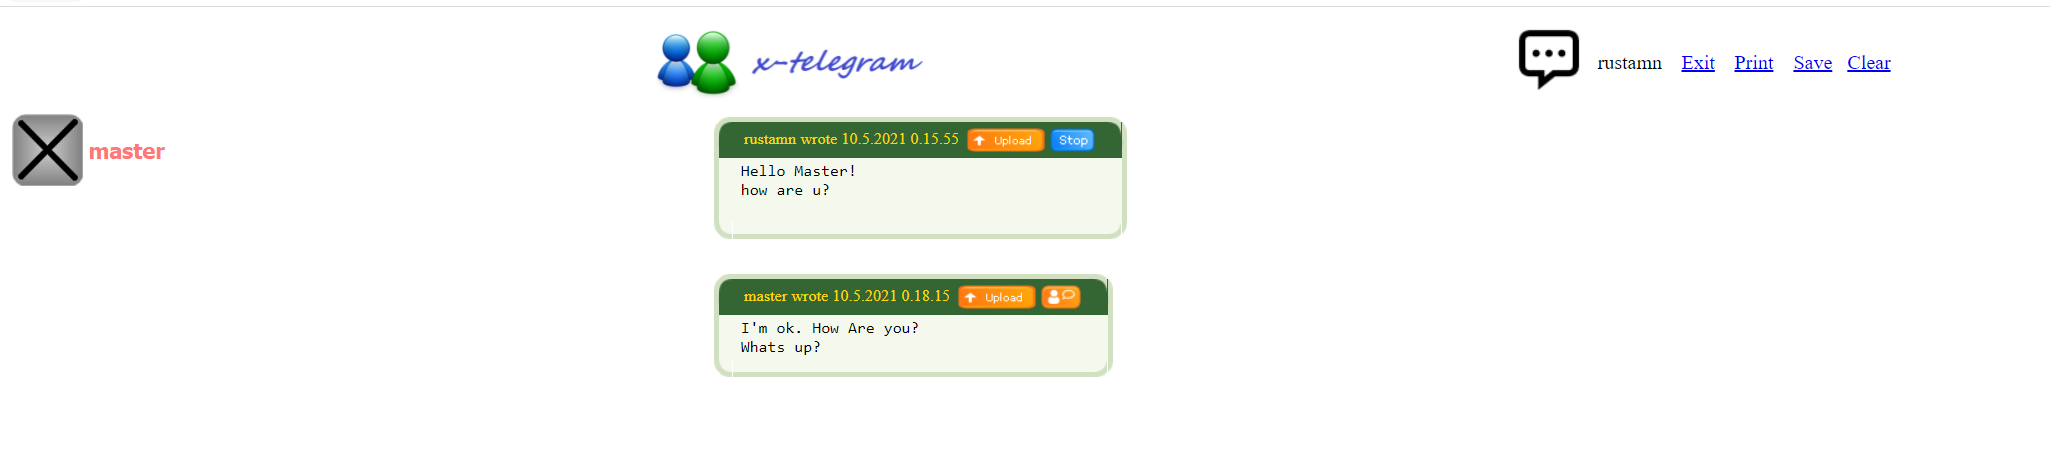 x-telegram
rustamn Exit Print Save Clear
master
rustamn wrote 10.5.2021 0.15.55 Upload Stop
Hello Master!
how are u?
master wrote 10.5.2021 0.18.15 Upload
I'm ok. How Are you?
Whats up?